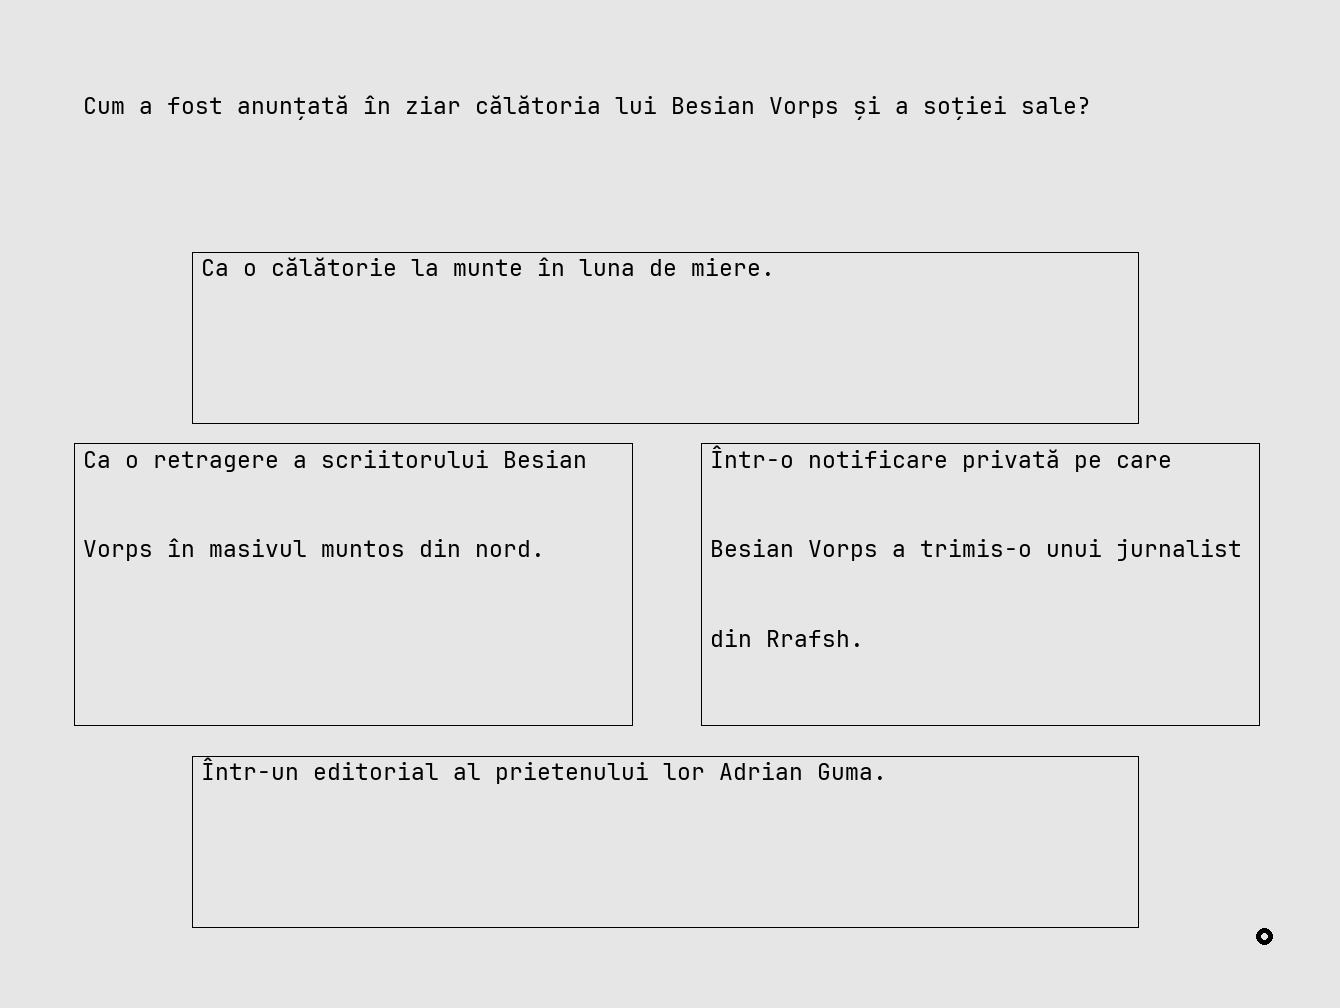 Cum a fost anunțată în ziar călătoria lui Besian Vorps și a soției sale?
Ca o călătorie la munte în luna de miere.
Ca o retragere a scriitorului Besian
Vorps în masivul muntos din nord.
Într-o notificare privată pe care
Besian Vorps a trimis-o unui jurnalist
din Rrafsh.
Într-un editorial al prietenului lor Adrian Guma.